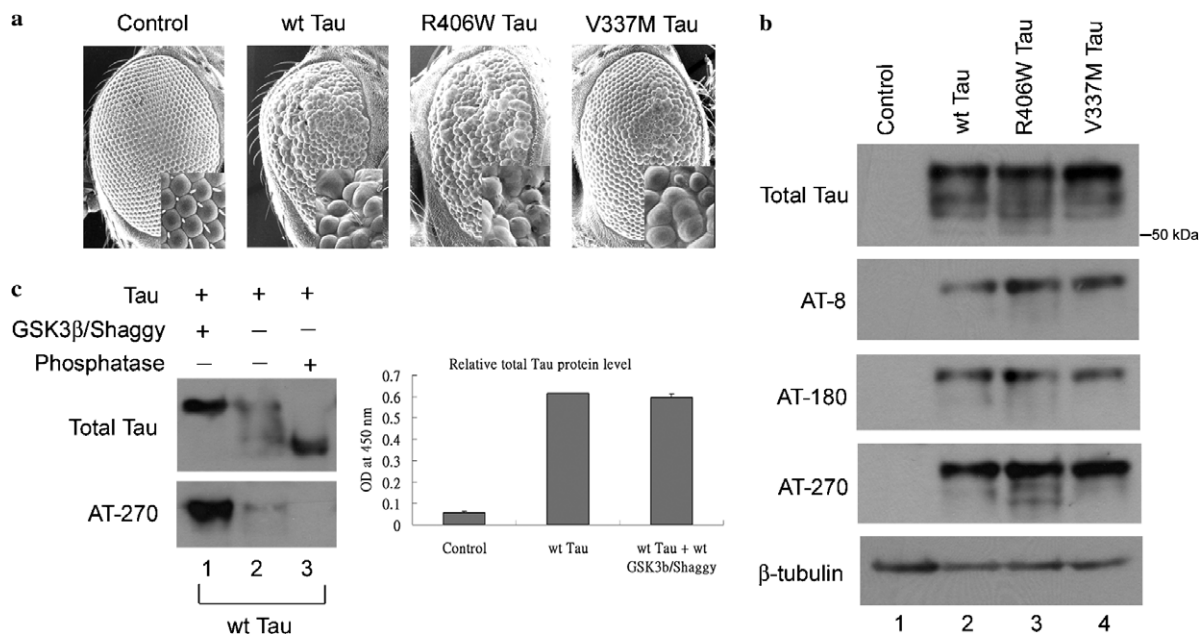 a
Control wt Tau R406W Tau V337M Tau
b
Control wt Tau R406W Tau V337M Tau
Total Tau
50 kDa
AT-8
AT-180
AT-270
β-tubulin
1 2 3 4
c
Tau + + +
GSK3β/Shaggy + − −
Phosphatase − − +
Total Tau
AT-270
1 2 3
wt Tau
Relative total Tau protein level
OD at 450 nm
0.7
0.6
0.5
0.4
0.3
0.2
0.1
0
Control wt Tau wt Tau + wt
GSK3b/Shaggy